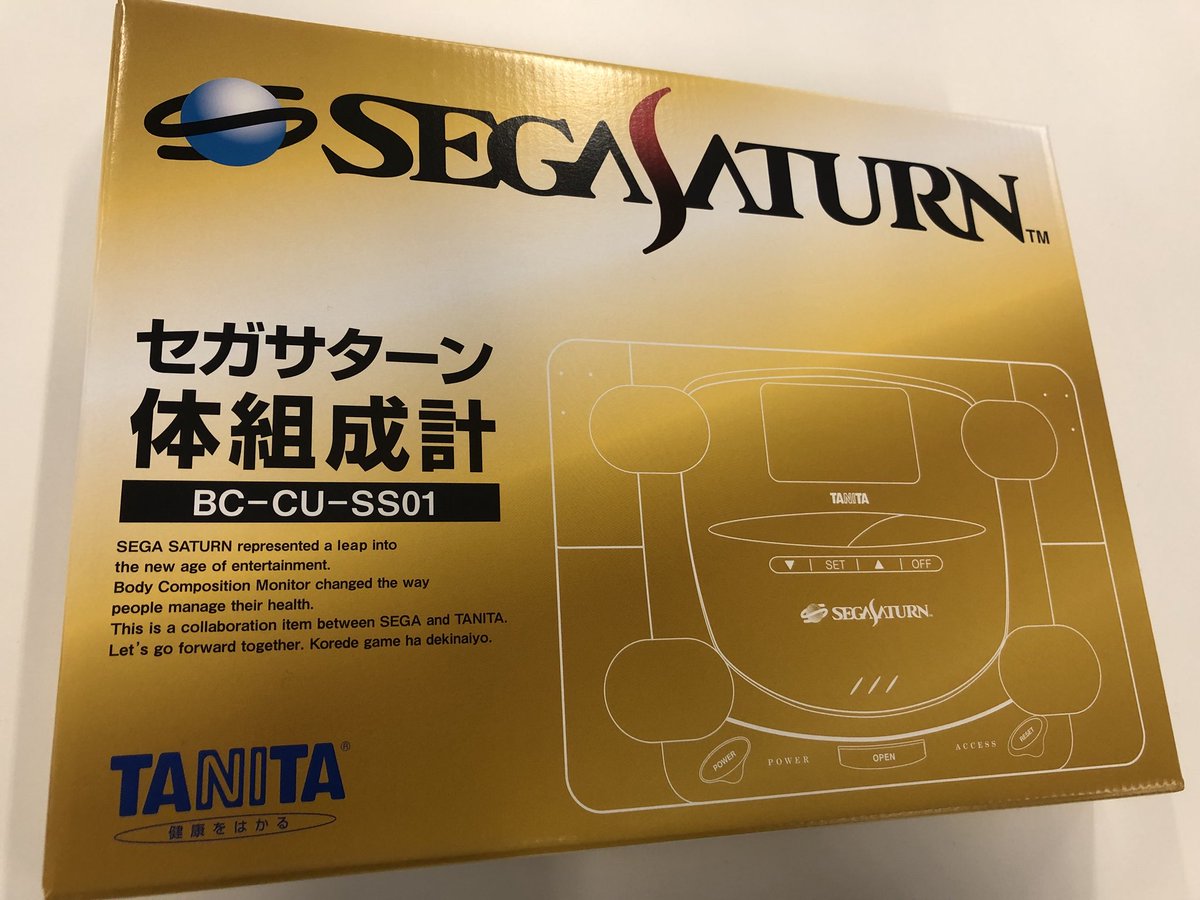 SEGA SATURN TM
セガサターン
体組成計
BC-CU-SS01
SEGA SATURN represented a leap into
the new age of entertainment.
Body Composition Monitor changed the way
people manage their health.
This is a collaboration item between SEGA and TANITA.
Let's go forward together. Korede game ha dekinaiyo.
TANITA®
健康をはかる
TANITA
▼ | SET | ▲ | OFF
SEGA SATURN™
POWER
POWER
OPEN
ACCESS
RESET